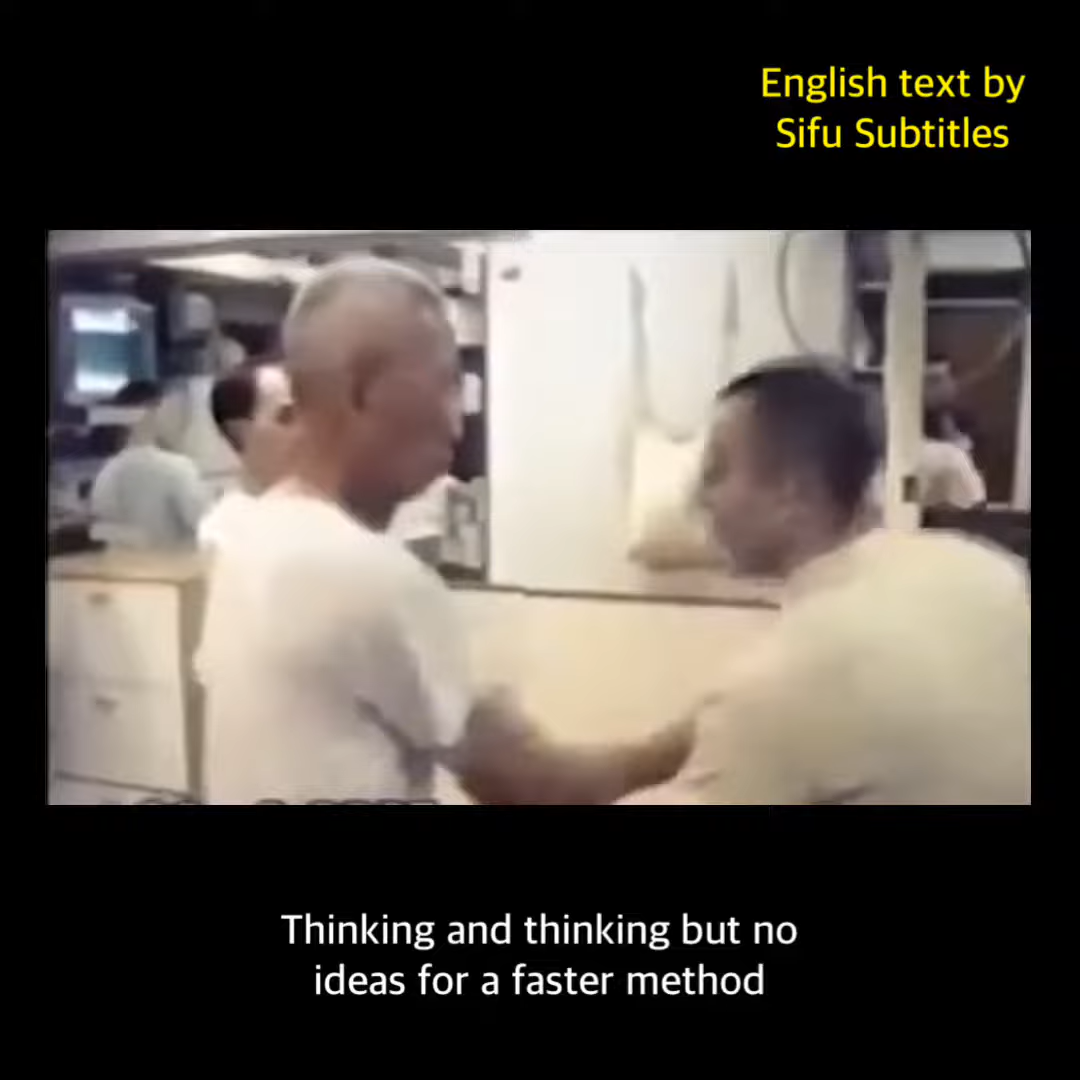 English text by
Sifu Subtitles
Thinking and thinking but no
ideas for a faster method